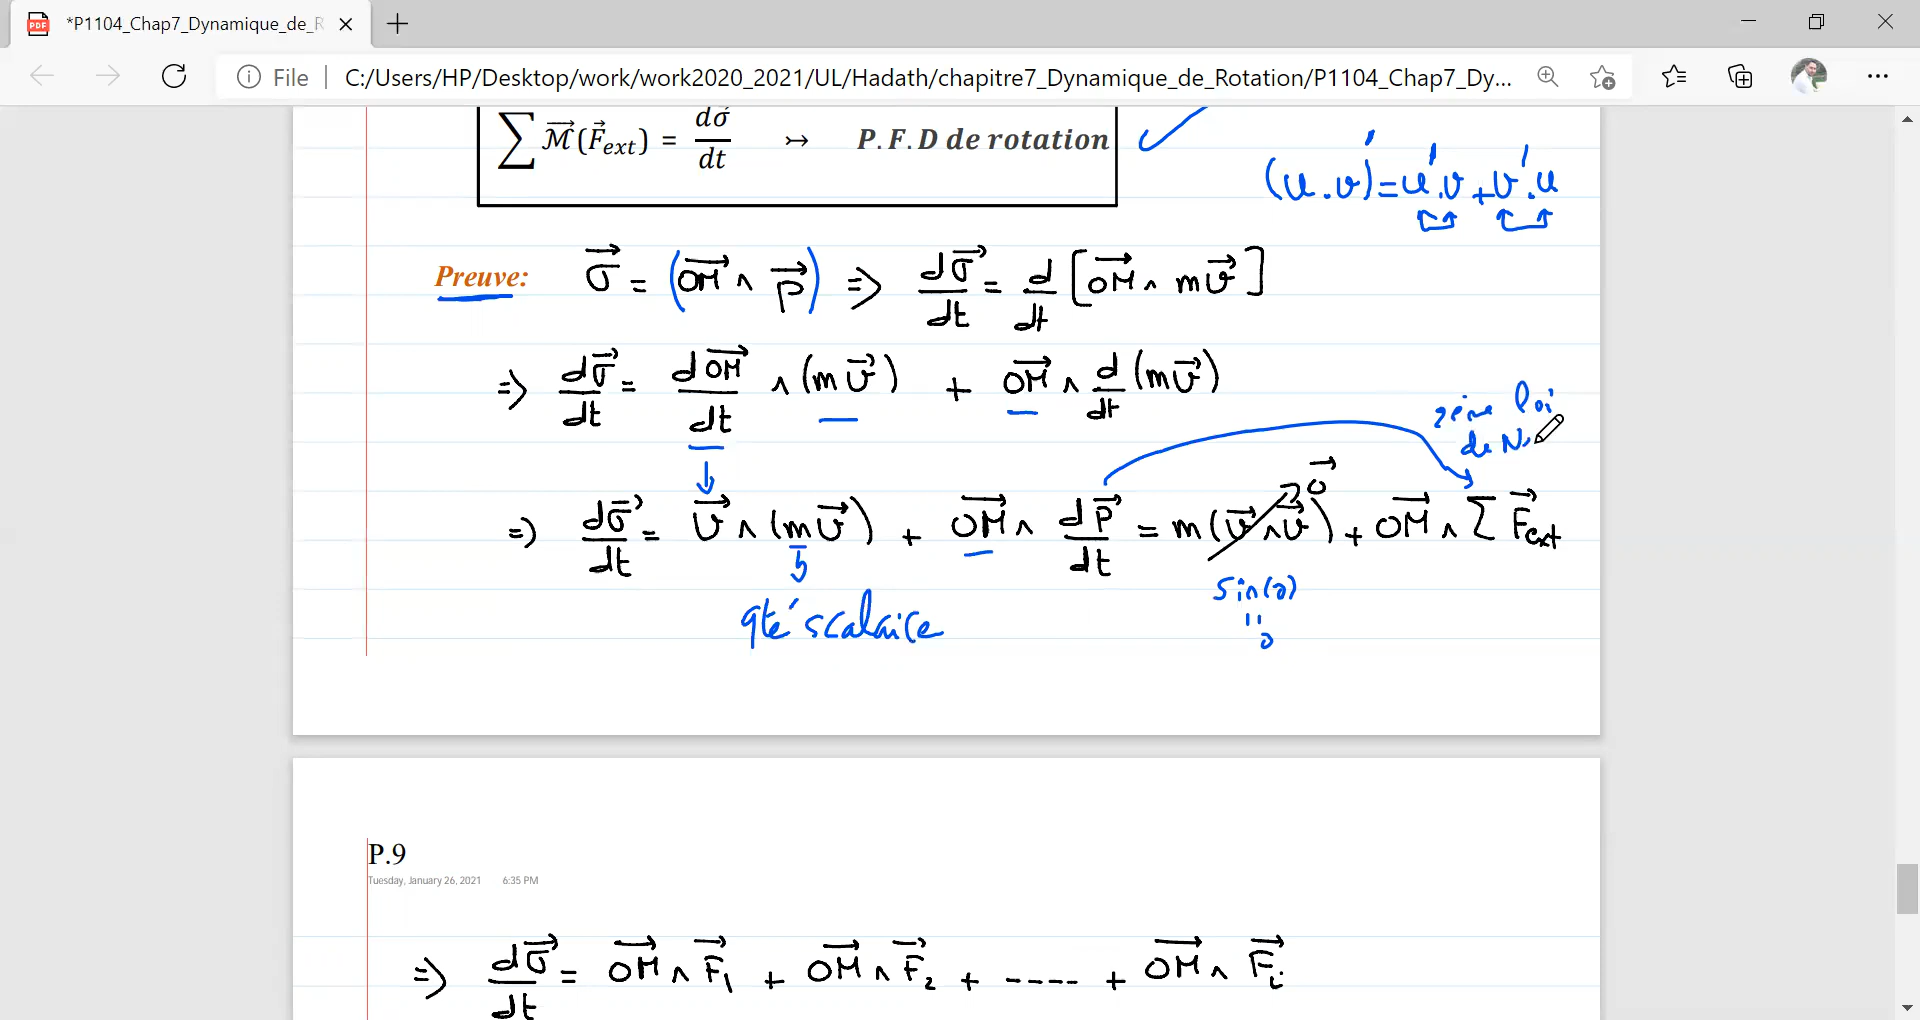 *P1104_Chap7_Dynamique_de_R
File | C:/Users/HP/Desktop/work/work2020_2021/UL/Hadath/chapitre7_Dynamique_de_Rotation/P1104_Chap7_Dy...
∑ M⃗(F⃗ext) = dσ⃗/dt ↣ P.F.D de rotation
(u.v)' = u'.v + v'.u
Preuve: σ⃗ = (OM⃗ ∧ P⃗) ⇒ dσ⃗/dt = d/dt [OM⃗ ∧ mv⃗]
⇒ dσ⃗/dt = dOM⃗/dt ∧ (mv⃗) + OM⃗ ∧ d/dt (mv⃗)
2ème loi
de N
⇒ dσ⃗/dt = v⃗ ∧ (mv⃗) + OM⃗ ∧ dP⃗/dt = m(v⃗ ∧ v⃗) → 0⃗ + OM⃗ ∧ ∑ F⃗ext
sin(0)
"
0
qté scalaire
P.9
Tuesday, January 26, 2021 6:35 PM
⇒ dσ⃗/dt = OM⃗ ∧ F⃗1 + OM⃗ ∧ F⃗2 + ---- + OM⃗ ∧ F⃗i